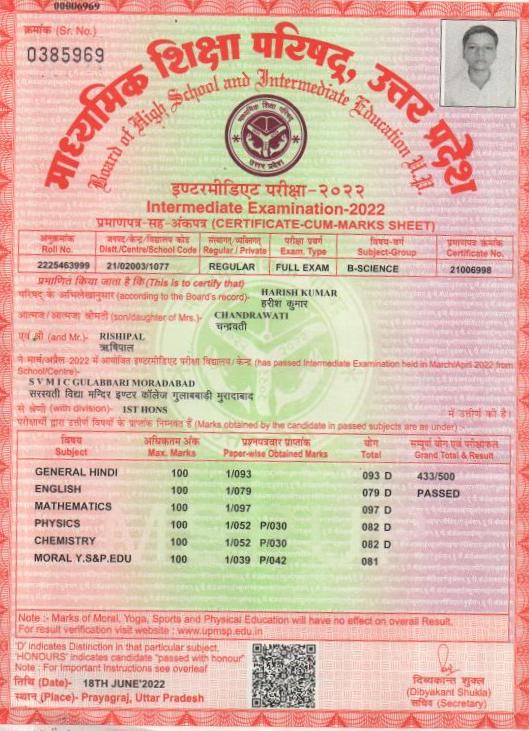 00006969
क्रमांक (Sr. No.)
0385969
माध्यमिक शिक्षा परिषद्, उत्तर प्रदेश
Board of High School and Intermediate Education U.P.
माध्यमिक शिक्षा परिषद
उत्तर प्रदेश
इण्टरमीडिएट परीक्षा-२०२२
Intermediate Examination-2022
प्रमाणपत्र-सह-अंकपत्र (CERTIFICATE-CUM-MARKS SHEET)
अनुक्रमांक जनपद/केन्द्र/विद्यालय कोड संस्थागत/व्यक्तिगत परीक्षा प्रवर्ग विषय-वर्ग प्रमाणपत्र क्रमांक
Roll No. Distt./Centre/School Code Regular / Private Exam. Type Subject-Group Certificate No.
2225463999 21/02003/1077 REGULAR FULL EXAM B-SCIENCE 21006998
प्रमाणित किया जाता है कि (This is to certify that)
परिषद् के अभिलेखानुसार (according to the Board's record)- HARISH KUMAR
हरीश कुमार
आत्मज/आत्मजा श्रीमती (son/daughter of Mrs.)- CHANDRAWATI
चन्द्रवती
एवं श्री (and Mr.)- RISHIPAL
ऋषिपाल
ने मार्च/अप्रैल 2022 में आयोजित इण्टरमीडिएट परीक्षा विद्यालय/केन्द्र (has passed Intermediate Examination held in March/April 2022 from
School/Centre)-
S V M I C GULABBARI MORADABAD
सरस्वती विद्या मन्दिर इण्टर कॉलेज गुलाबबाड़ी मुरादाबाद
से श्रेणी (with division)- 1ST HONS में उत्तीर्ण की है।
परीक्षार्थी द्वारा उत्तीर्ण विषयों के प्राप्तांक निम्नवत हैं (Marks obtained by the candidate in passed subjects are as under) :-
विषय अधिकतम अंक प्रश्नपत्रवार प्राप्तांक योग सम्पूर्ण योग एवं परीक्षाफल
Subject Max. Marks Paper-wise Obtained Marks Total Grand Total & Result
GENERAL HINDI 100 1/093 093 D 433/500
ENGLISH 100 1/079 079 D PASSED
MATHEMATICS 100 1/097 097 D
PHYSICS 100 1/052 P/030 082 D
CHEMISTRY 100 1/052 P/030 082 D
MORAL Y.S&P.EDU 100 1/039 P/042 081
Note :- Marks of Moral, Yoga, Sports and Physical Education will have no effect on overall Result.
For result verification visit website : www.upmsp.edu.in
'D' indicates Distinction in that particular subject.
'HONOURS' indicates candidate "passed with honour"
Note : For Important Instructions see overleaf
तिथि (Date)- 18TH JUNE'2022
स्थान (Place)- Prayagraj, Uttar Pradesh
दिव्यकान्त शुक्ल
(Dibyakant Shukla)
सचिव (Secretary)